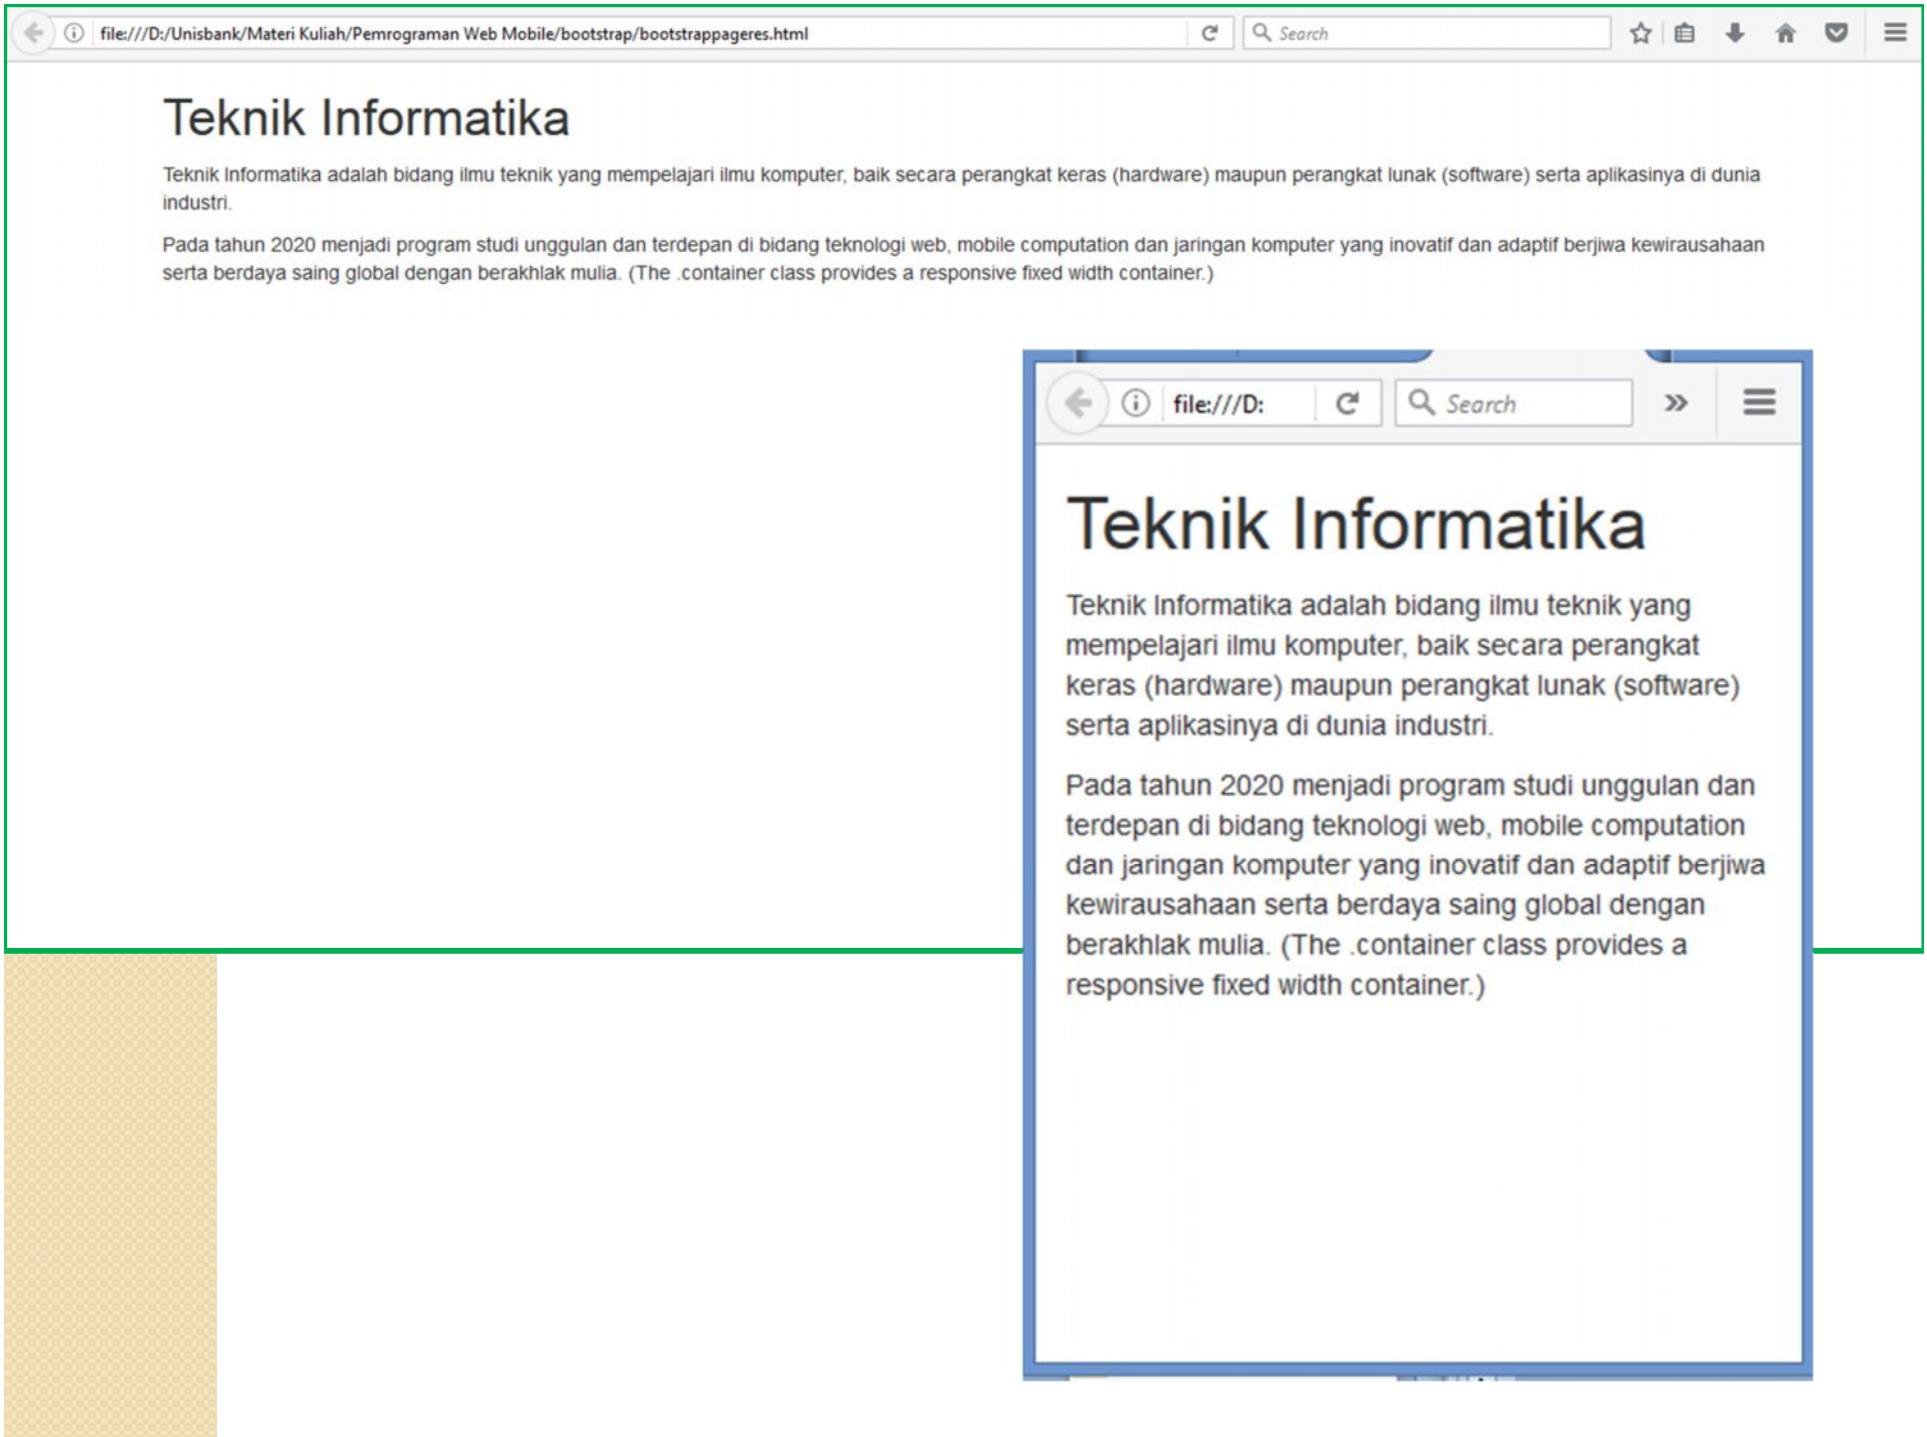 file:///D:/Unisbank/Materi Kuliah/Pemrograman Web Mobile/bootstrap/bootstrappageres.html
Search
Teknik Informatika
Teknik Informatika adalah bidang ilmu teknik yang mempelajari ilmu komputer, baik secara perangkat keras (hardware) maupun perangkat lunak (software) serta aplikasinya di dunia
industri.
Pada tahun 2020 menjadi program studi unggulan dan terdepan di bidang teknologi web, mobile computation dan jaringan komputer yang inovatif dan adaptif berjiwa kewirausahaan
serta berdaya saing global dengan berakhlak mulia. (The .container class provides a responsive fixed width container.)
file:///D:
Search
Teknik Informatika
Teknik Informatika adalah bidang ilmu teknik yang
mempelajari ilmu komputer, baik secara perangkat
keras (hardware) maupun perangkat lunak (software)
serta aplikasinya di dunia industri.
Pada tahun 2020 menjadi program studi unggulan dan
terdepan di bidang teknologi web, mobile computation
dan jaringan komputer yang inovatif dan adaptif berjiwa
kewirausahaan serta berdaya saing global dengan
berakhlak mulia. (The .container class provides a
responsive fixed width container.)